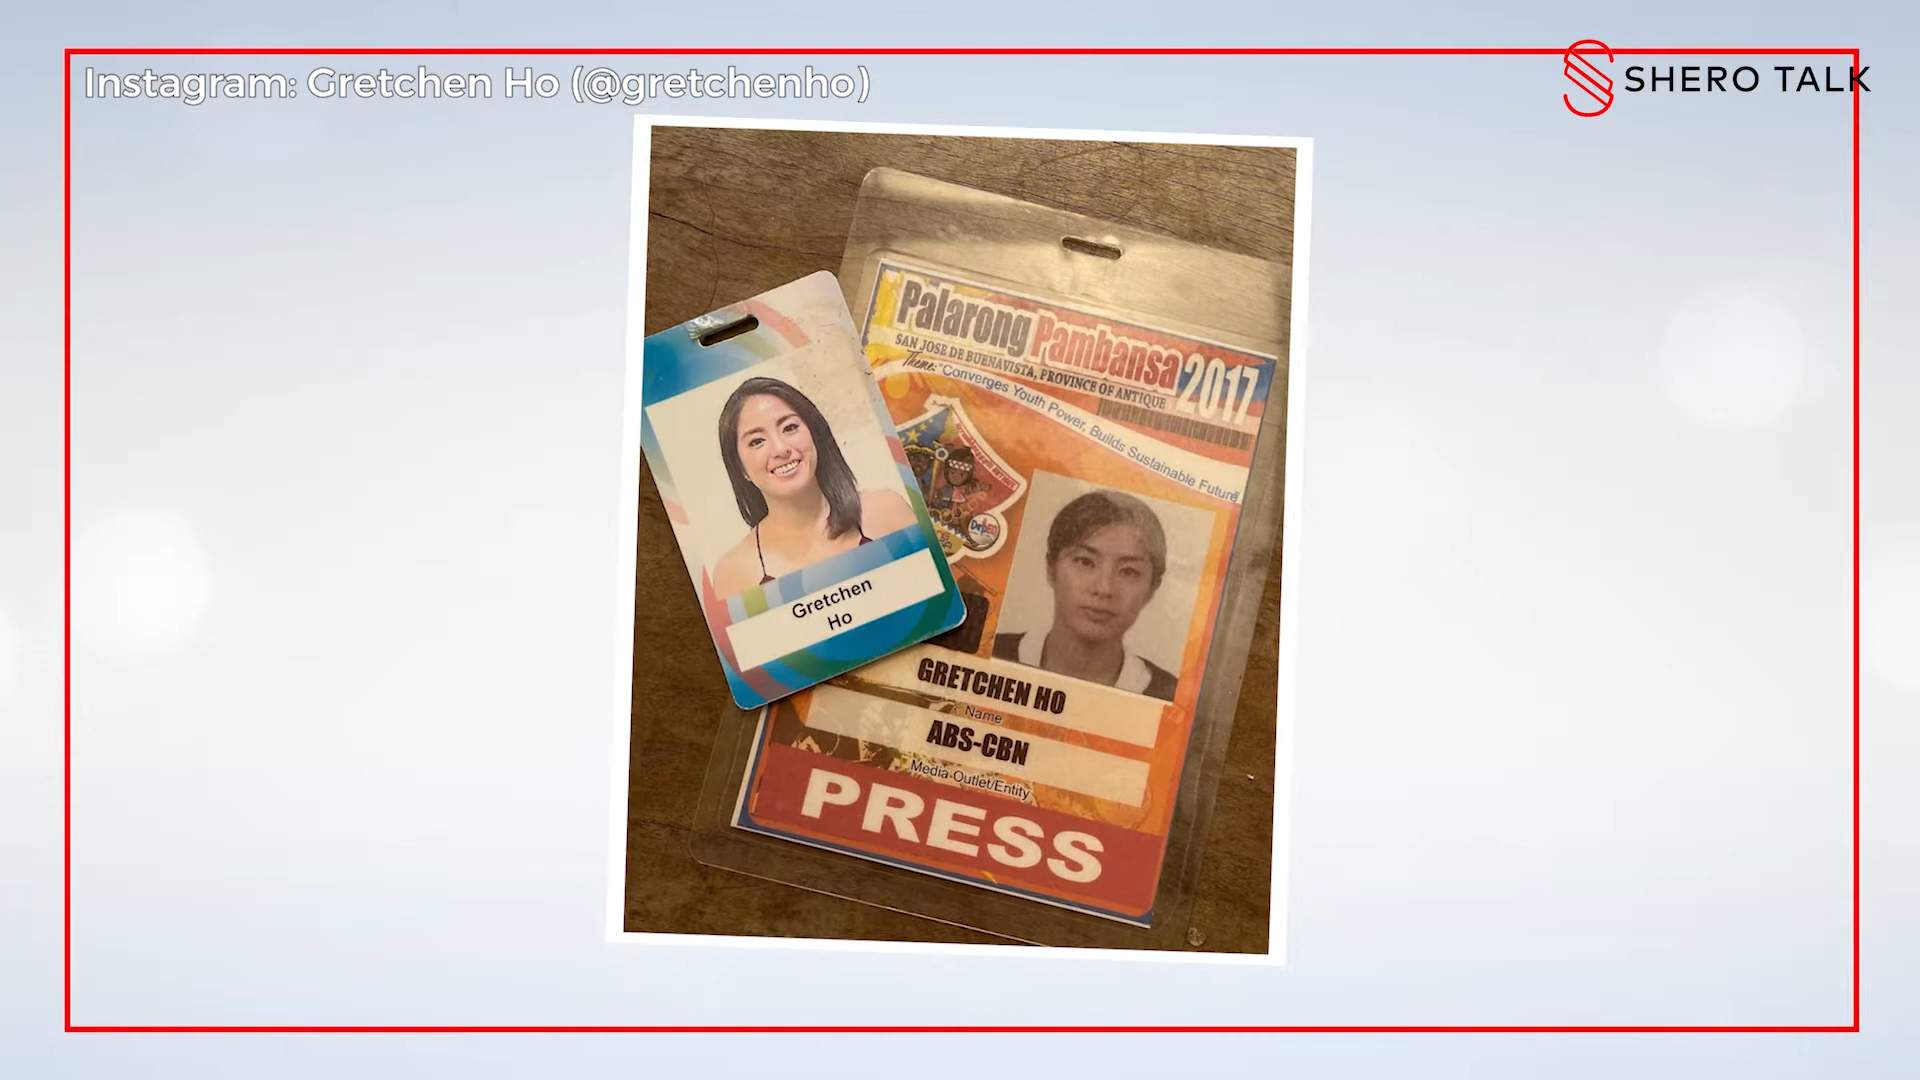 Instagram: Gretchen Ho (@gretchenho)
SHERO TALK
Palarong Pambansa 2017
SAN JOSE DE BUENAVISTA, PROVINCE OF ANTIQUE
Theme: "Converges Youth Power, Builds Sustainable Future"
DepED
Gretchen
Ho
GRETCHEN HO
Name
ABS-CBN
Media Outlet/Entity
PRESS